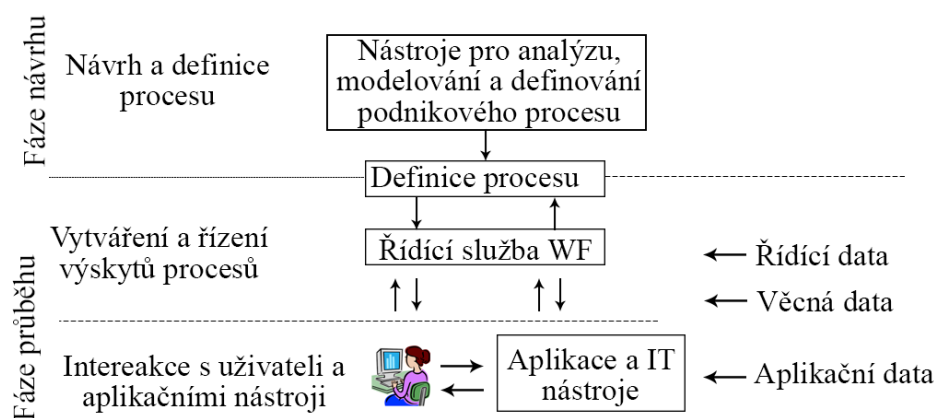 Fáze návrhu
Návrh a definice
procesu
Nástroje pro analýzu,
modelování a definování
podnikového procesu
Definice procesu
Fáze průběhu
Vytváření a řízení
výskytů procesů
Řídící služba WF
Řídící data
Věcná data
Intereakce s uživateli a
aplikačními nástroji
Aplikace a IT
nástroje
Aplikační data